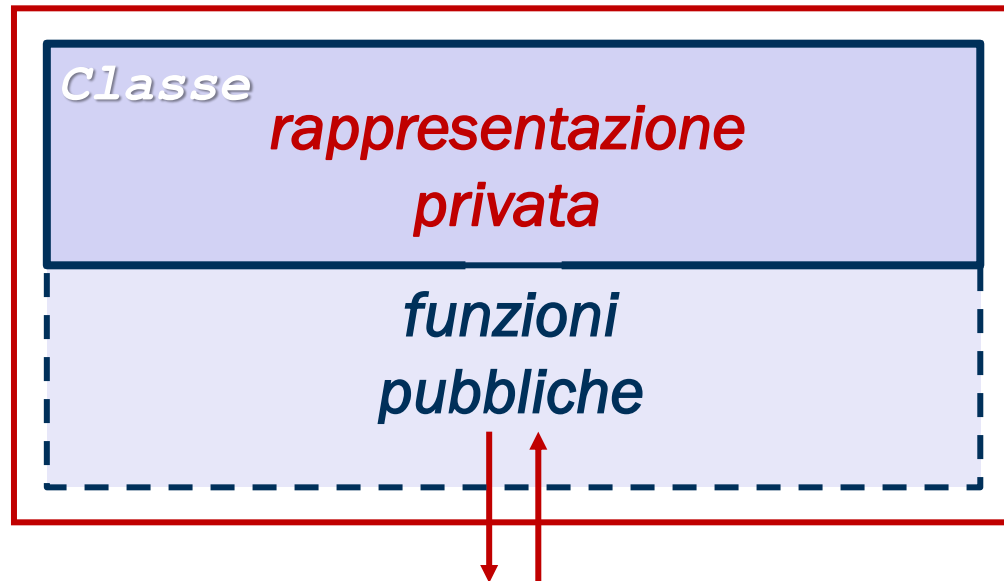 Classe
rappresentazione
privata
funzioni
pubbliche